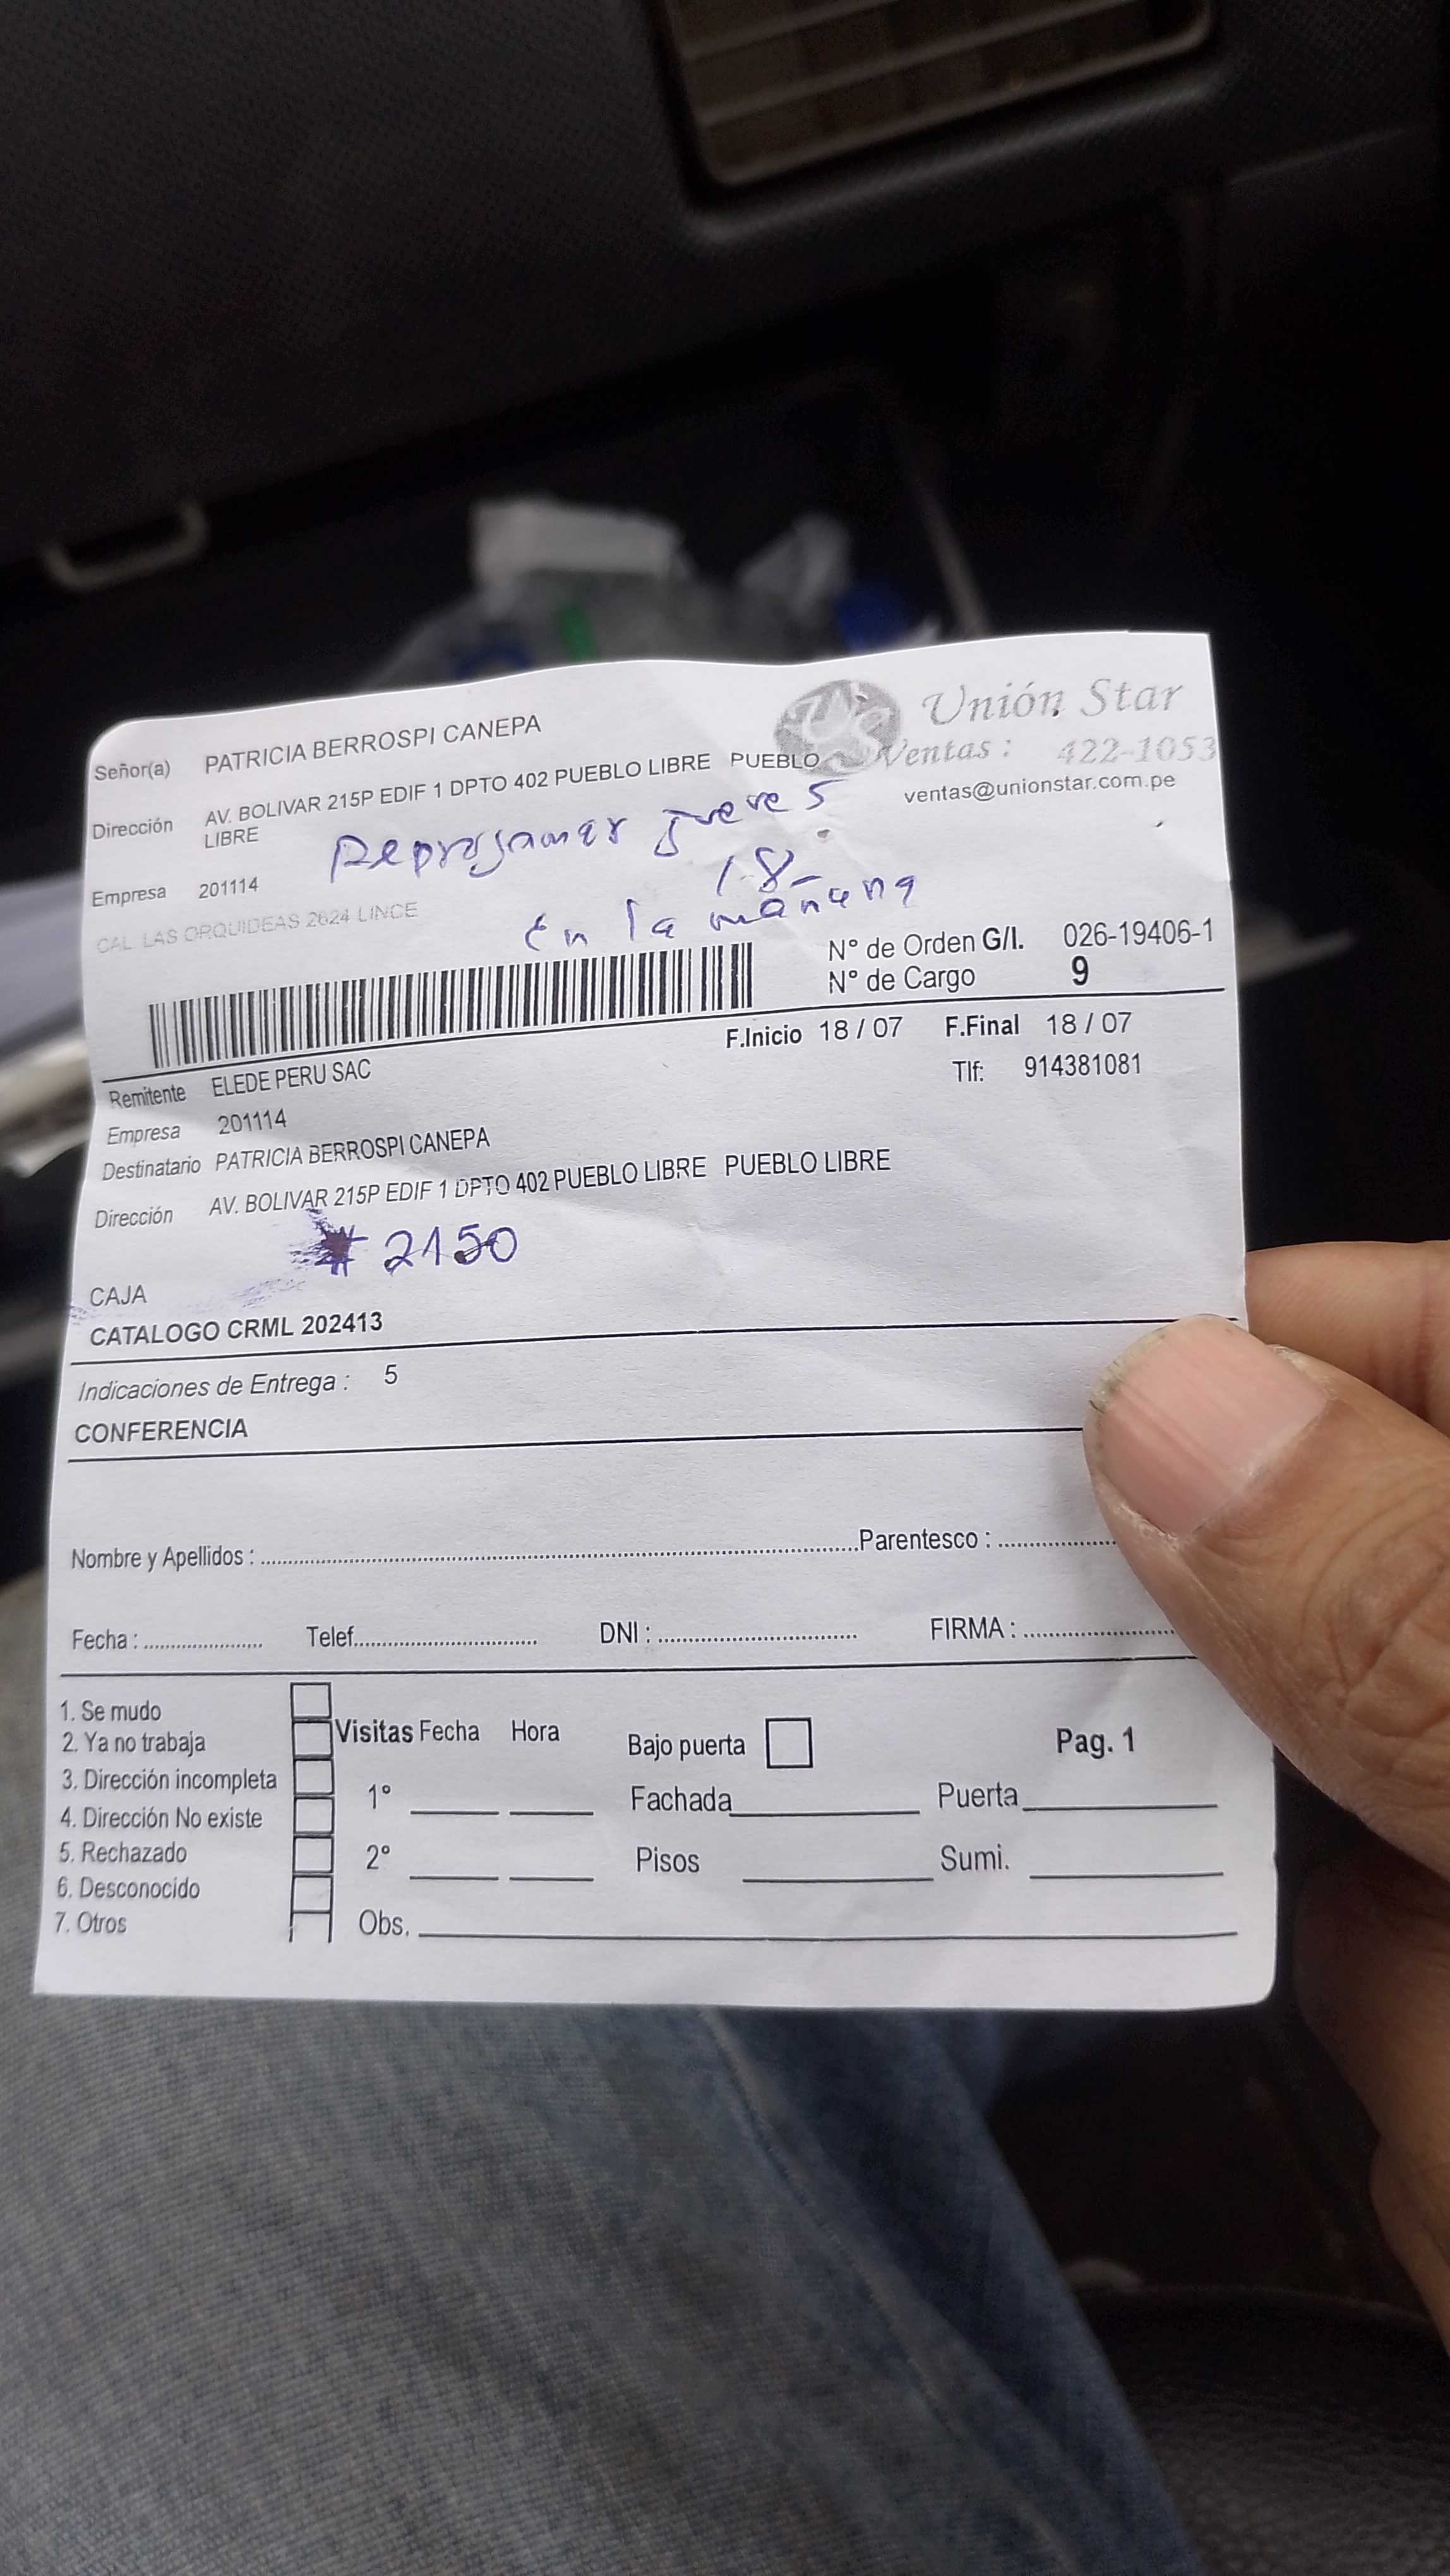 Unión Star
Señor(a) PATRICIA BERROSPI CANEPA
Ventas : 422-1053
Dirección AV. BOLIVAR 215P EDIF 1 DPTO 402 PUEBLO LIBRE PUEBLO
LIBRE
ventas@unionstar.com.pe
Reprogamar jueves
18-
Empresa 201114
En la mañana
CAL. LAS ORQUIDEAS 2624 LINCE
N° de Orden G/I. 026-19406-1
N° de Cargo 9
F.Inicio 18 / 07 F.Final 18 / 07
Remitente ELEDE PERU SAC
Tlf: 914381081
Empresa 201114
Destinatario PATRICIA BERROSPI CANEPA
Dirección AV. BOLIVAR 215P EDIF 1 DPTO 402 PUEBLO LIBRE PUEBLO LIBRE
# 2150
CAJA
CATALOGO CRML 202413
Indicaciones de Entrega : 5
CONFERENCIA
Nombre y Apellidos : Parentesco :
Fecha : Telef. DNI : FIRMA :
1. Se mudo
2. Ya no trabaja
3. Dirección incompleta
4. Dirección No existe
5. Rechazado
6. Desconocido
7. Otros
Visitas Fecha Hora
1°
2°
Obs.
Bajo puerta
Pag. 1
Fachada Puerta
Pisos Sumi.